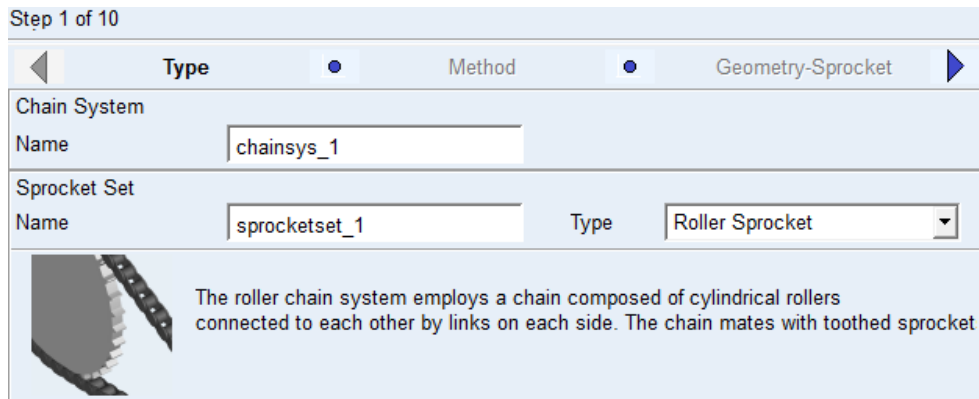 Step 1 of 10
Type Method Geometry-Sprocket
Chain System
Name chainsys_1
Sprocket Set
Name sprocketset_1 Type Roller Sprocket
The roller chain system employs a chain composed of cylindrical rollers
connected to each other by links on each side. The chain mates with toothed sprocket